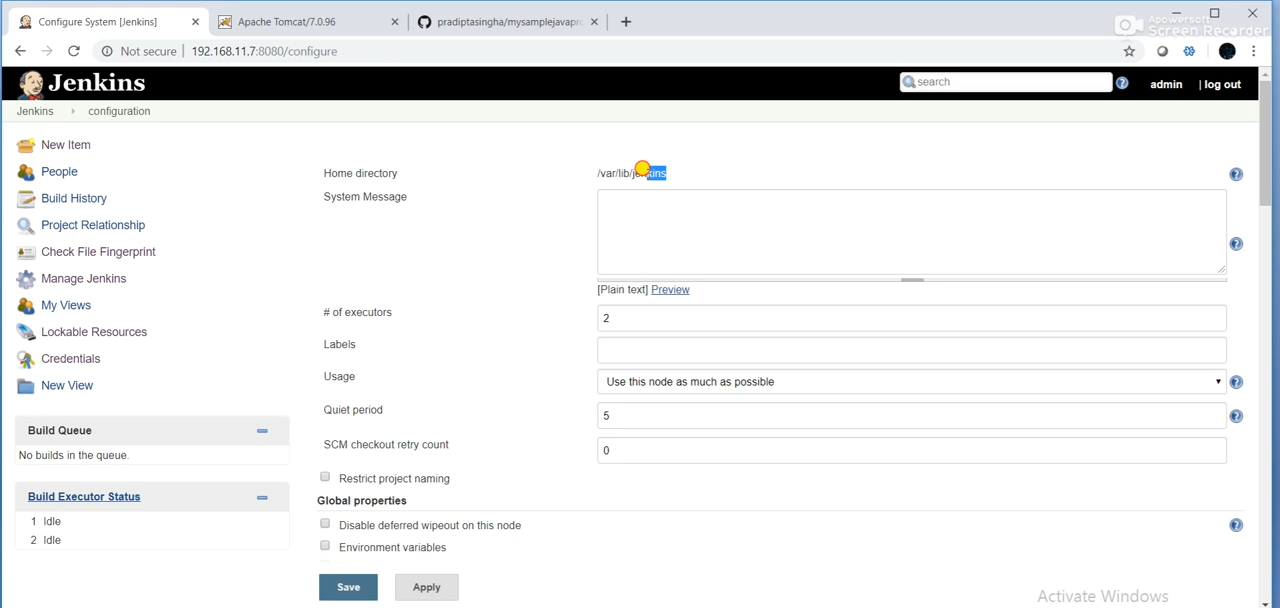 Configure System [Jenkins]
Apache Tomcat/7.0.96
pradiptasingha/mysamplejavapro
Apowersoft
Screen Recorder
Not secure | 192.168.11.7:8080/configure
Jenkins
search
admin | log out
Jenkins configuration
New Item
People
Build History
Project Relationship
Check File Fingerprint
Manage Jenkins
My Views
Lockable Resources
Credentials
New View
Build Queue
No builds in the queue.
Build Executor Status
1 Idle
2 Idle
Home directory /var/lib/jenkins
System Message
[Plain text] Preview
# of executors 2
Labels
Usage Use this node as much as possible
Quiet period 5
SCM checkout retry count 0
Restrict project naming
Global properties
Disable deferred wipeout on this node
Environment variables
Save Apply
Activate Windows